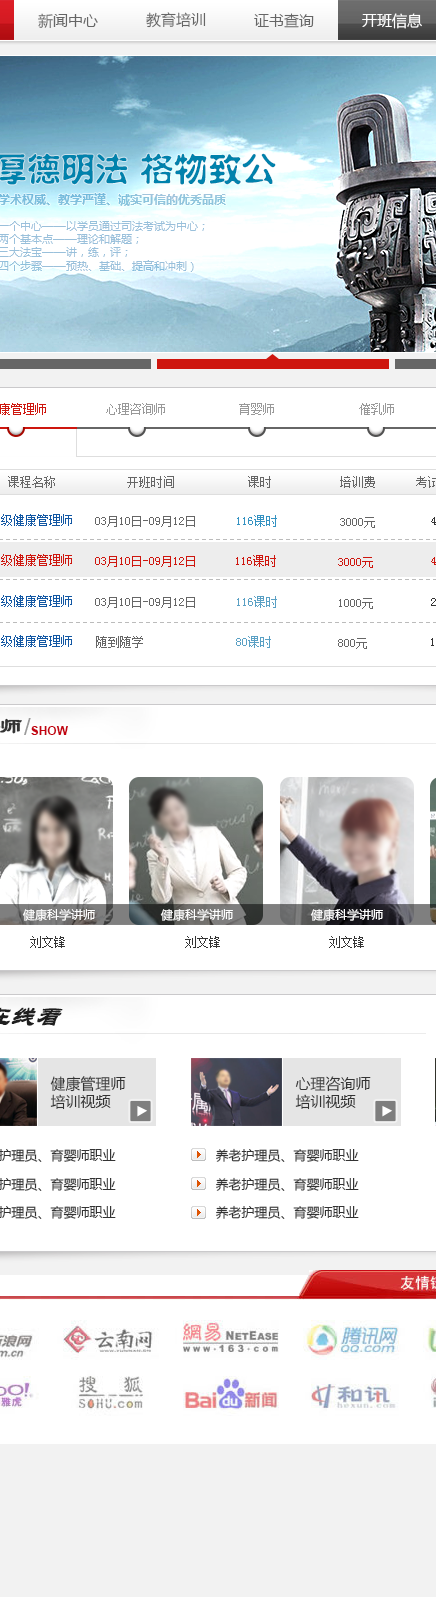 新闻中心 教育培训 证书查询 开班信息
厚德明法 格物致公
学术权威、教学严谨、诚实可信的优秀品质
一个中心——以学员通过司法考试为中心；
两个基本点——理论和解题；
三大法宝——讲，练，评；
四个步骤——预热、基础、提高和冲刺）
康管理师 心理咨询师 育婴师 催乳师
课程名称 开班时间 课时 培训费 考试
级健康管理师 03月10日-09月12日 116课时 3000元 4
级健康管理师 03月10日-09月12日 116课时 3000元 4
级健康管理师 03月10日-09月12日 116课时 1000元 2
级健康管理师 随到随学 80课时 800元 1
师/SHOW
健康科学讲师 健康科学讲师 健康科学讲师
刘文锋 刘文锋 刘文锋
在线看
健康管理师 心理咨询师
培训视频 培训视频
护理员、育婴师职业 养老护理员、育婴师职业
护理员、育婴师职业 养老护理员、育婴师职业
护理员、育婴师职业 养老护理员、育婴师职业
友情
新浪网 云南网 網易 NETEASE 腾讯网
m.cn www.163.com QQ.com
oo! 搜狐 Bai du 新闻 和讯
雅虎 SOHU.com hexun.com